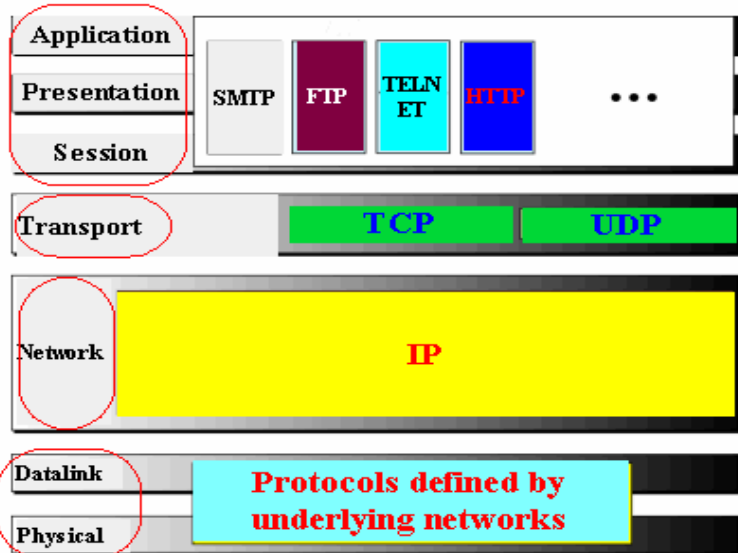 Application
Presentation
Session
SMTP
FTP
TELN
ET
HTTP
...
Transport
TCP
UDP
Network
IP
Datalink
Physical
Protocols defined by
underlying networks